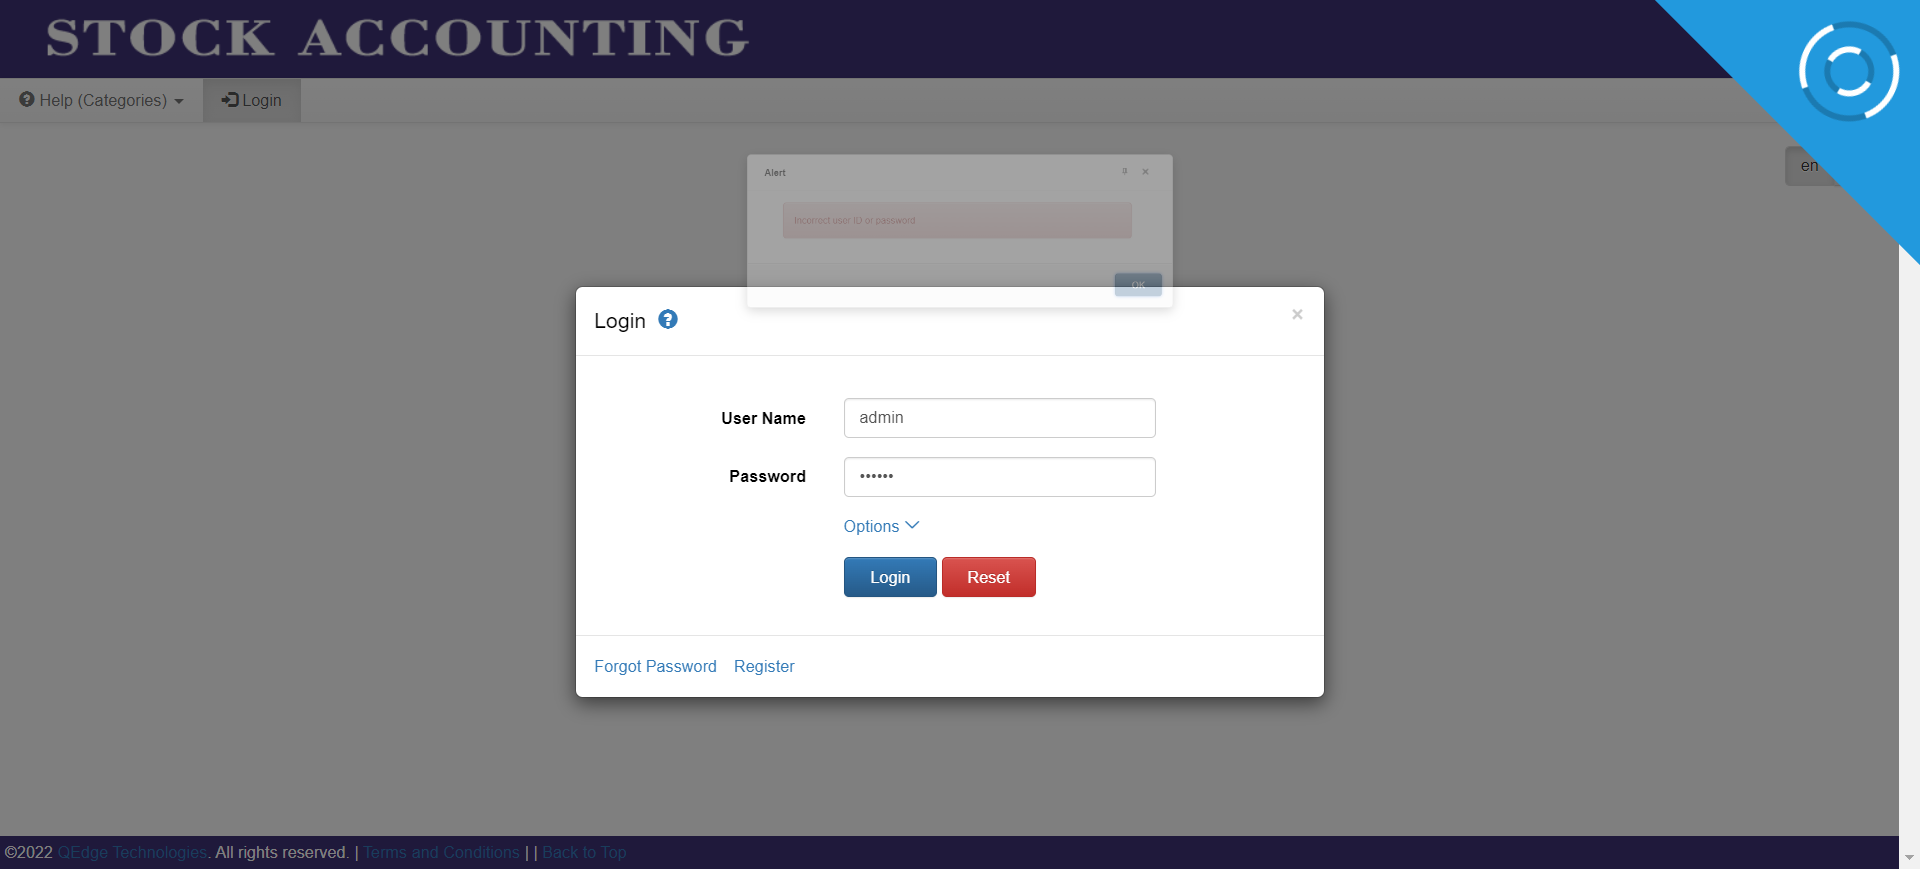 STOCK ACCOUNTING
Help (Categories)
Login
en
Alert
Incorrect user ID or password
OK
Login
User Name
admin
Password
••••••
Options
Login
Reset
Forgot Password
Register
©2022 QEdge Technologies. All rights reserved. | Terms and Conditions | | Back to Top